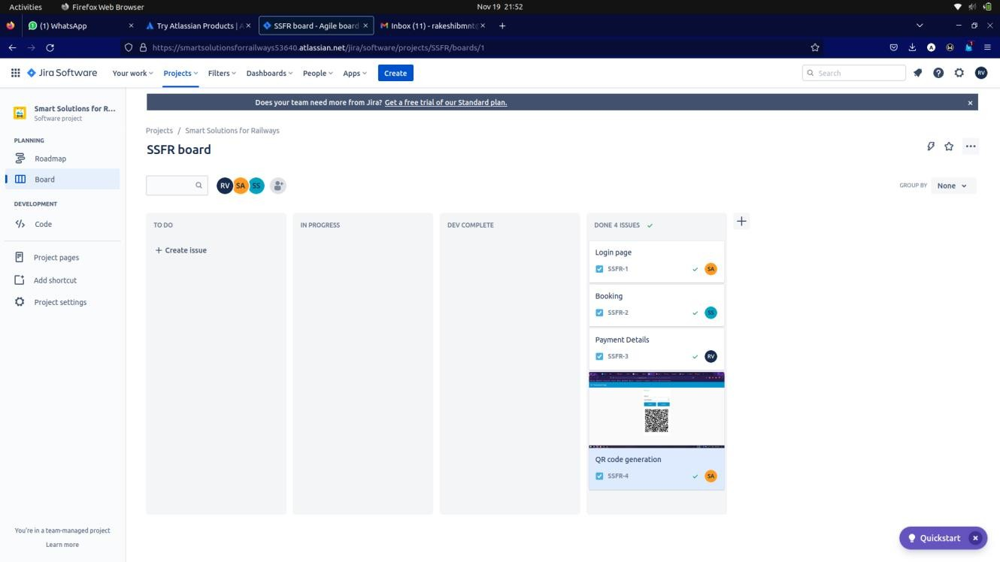 Activities Firefox Web Browser Nov 19 21:52
(1) WhatsApp × Try Atlassian Products | A × SSFR board - Agile board × Inbox (11) - rakeshibmnt@ × +
https://smartsolutionsforrailways53640.atlassian.net/jira/software/projects/SSFR/boards/1
Jira Software Your work Projects Filters Dashboards People Apps Create Search RV
Does your team need more from Jira? Get a free trial of our Standard plan. ×
Smart Solutions for R...
Software project
PLANNING
Roadmap
Board
DEVELOPMENT
Code
Project pages
Add shortcut
Project settings
You're in a team-managed project
Learn more
Projects / Smart Solutions for Railways
SSFR board
RV SA SS
GROUP BY None
TO DO
+ Create issue
IN PROGRESS
DEV COMPLETE
DONE 4 ISSUES
Login page
SSFR-1 SA
Booking
SSFR-2 SS
Payment Details
SSFR-3 RV
QR code generation
SSFR-4 SA
Quickstart ×